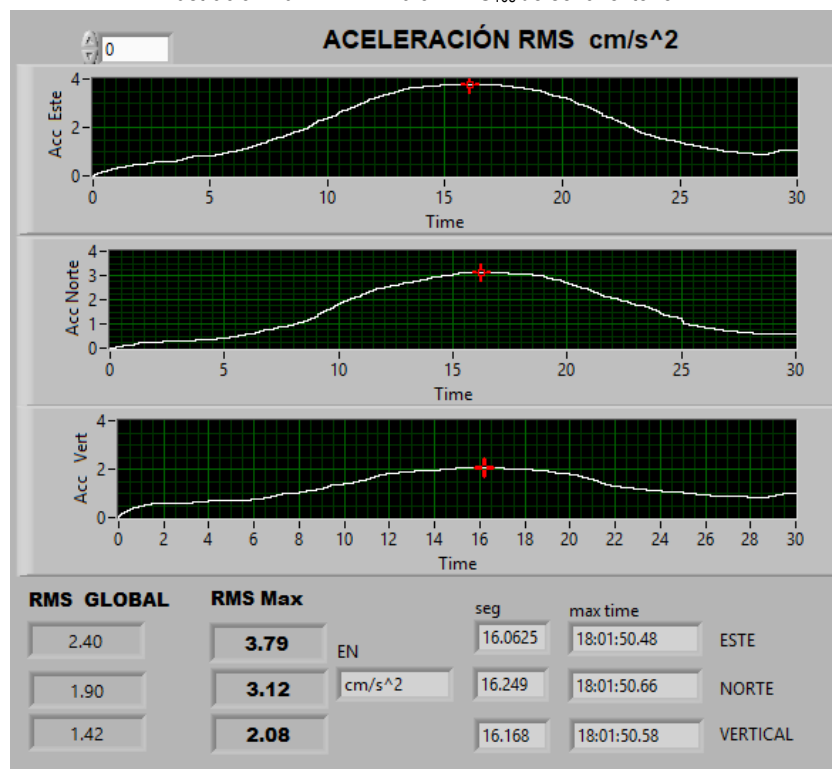 0
ACELERACIÓN RMS cm/s^2
Acc Este
4
2
0
0 5 10 15 20 25 30
Time
Acc Norte
4
3
2
1
0
0 5 10 15 20 25 30
Time
Acc Vert
4
2
0
0 2 4 6 8 10 12 14 16 18 20 22 24 26 28 30
Time
RMS GLOBAL RMS Max seg max time
2.40 3.79 EN 16.0625 18:01:50.48 ESTE
1.90 3.12 cm/s^2 16.249 18:01:50.66 NORTE
1.42 2.08 16.168 18:01:50.58 VERTICAL